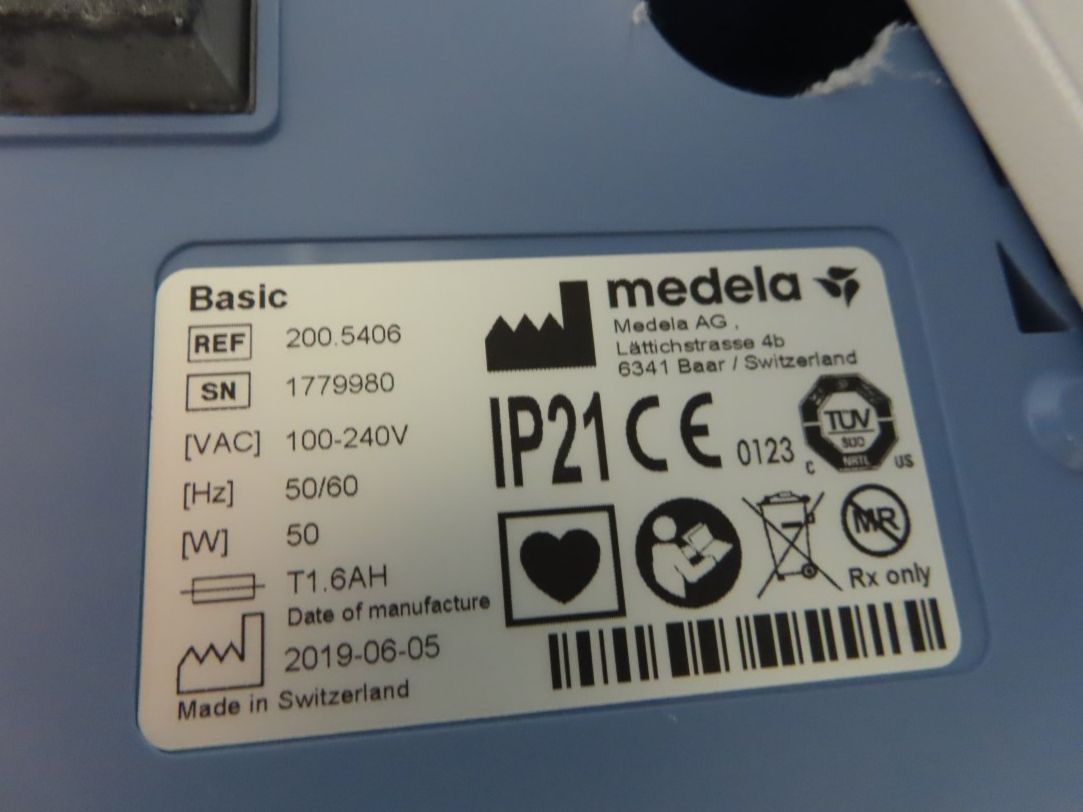 Basic
REF 200.5406
SN 1779980
[VAC] 100-240V
[Hz] 50/60
[W] 50
T1.6AH
Date of manufacture
2019-06-05
Made in Switzerland
medela
Medela AG ,
Lättichstrasse 4b
6341 Baar / Switzerland
IP21 CE 0123
TÜV
SÜD
NRTL
C US
MR
Rx only